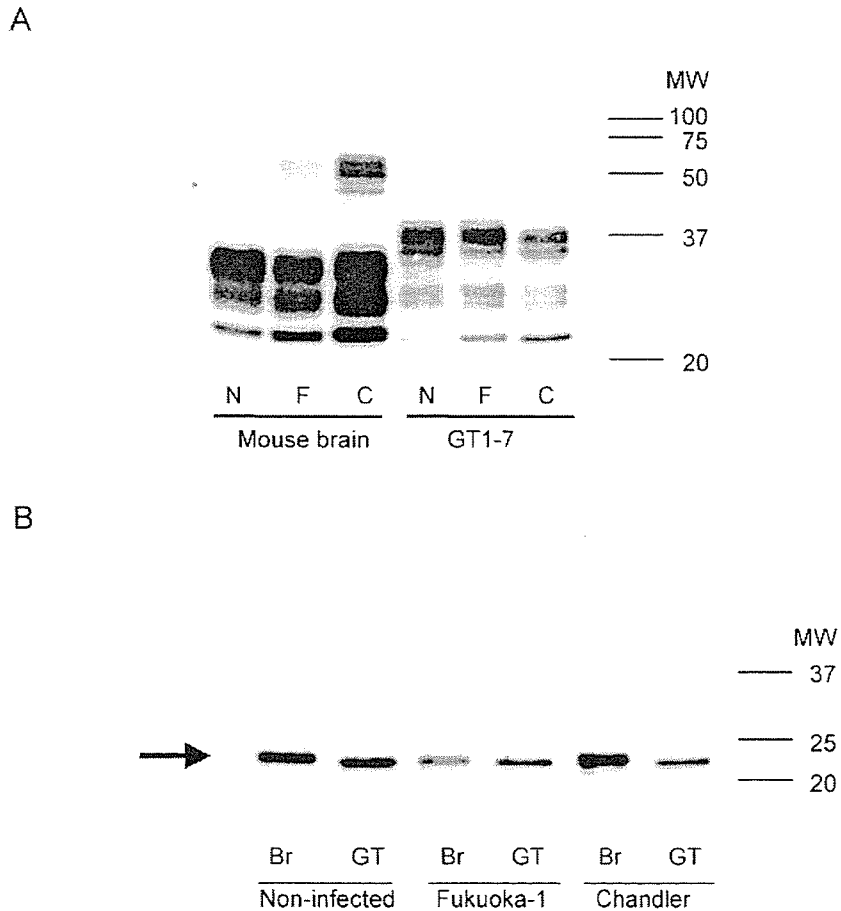 A
MW
100
75
50
37
20
N F C N F C
Mouse brain GT1-7
B
MW
37
25
20
Br GT Br GT Br GT
Non-infected Fukuoka-1 Chandler